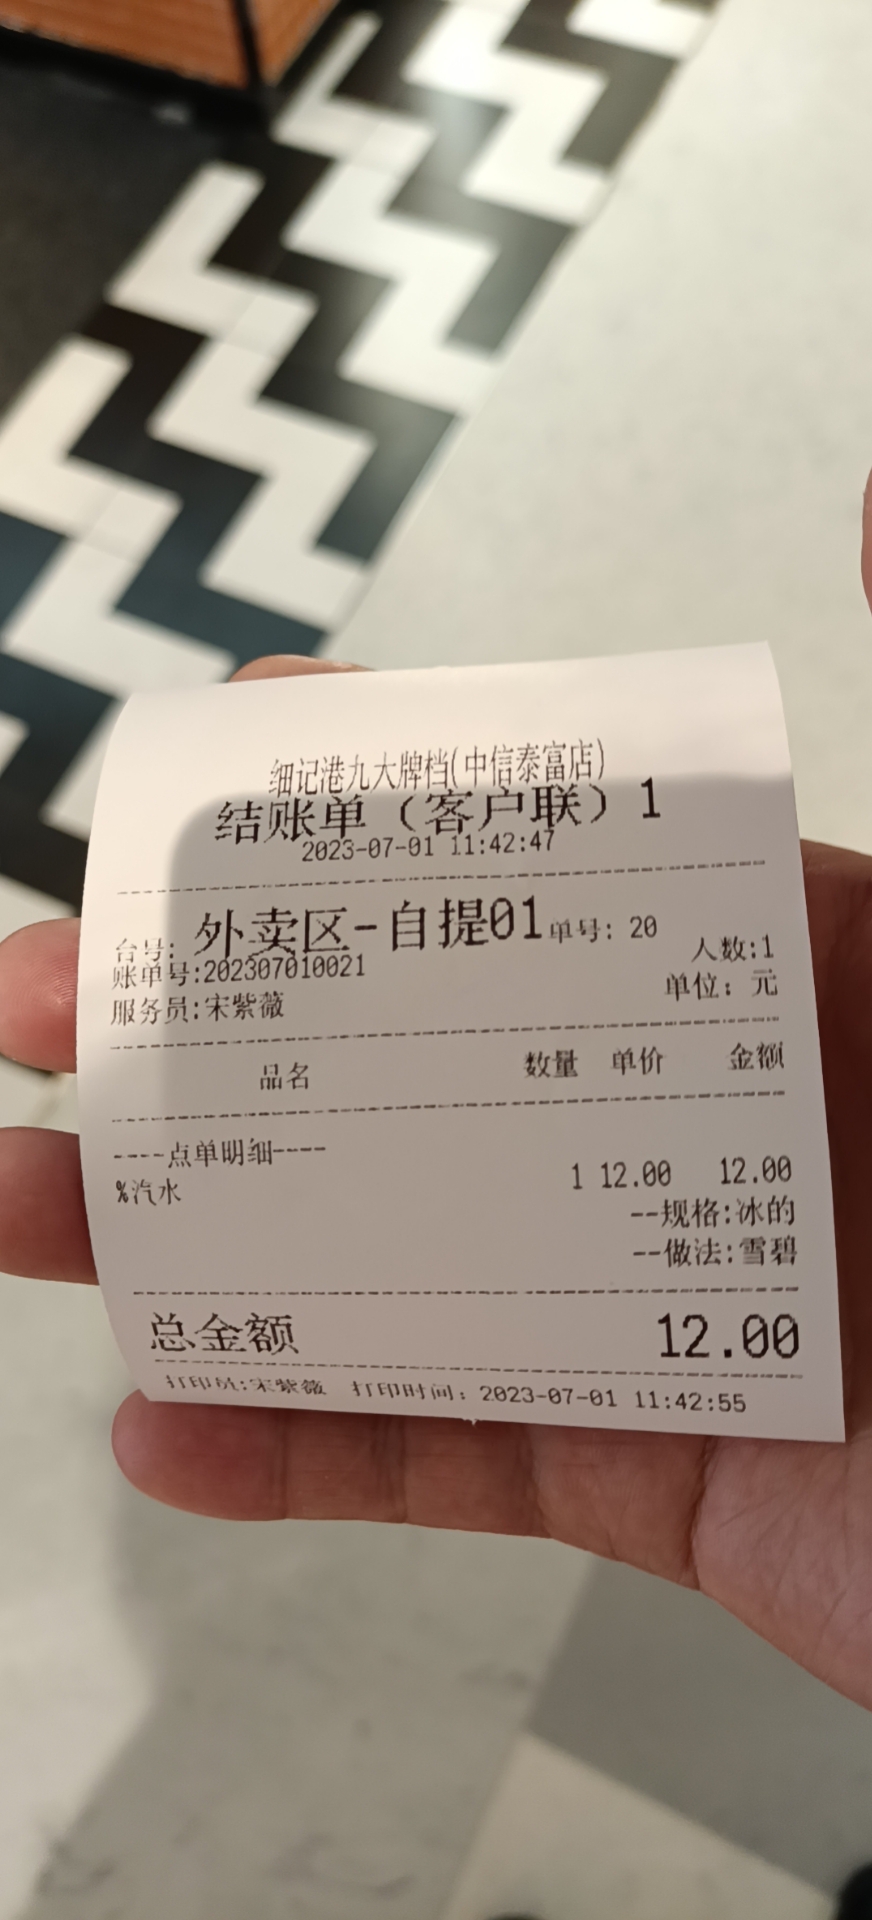 细记港九大牌档(中信泰富店)
结账单（客户联）1
2023-07-01 11:42:47
台号: 外卖区-自提01 单号: 20
人数:1
账单号:202307010021
单位: 元
服务员:宋紫薇
品名 数量 单价 金额
----点单明细----
%汽水 1 12.00 12.00
--规格:冰的
--做法:雪碧
总金额 12.00
打印员:宋紫薇 打印时间: 2023-07-01 11:42:55